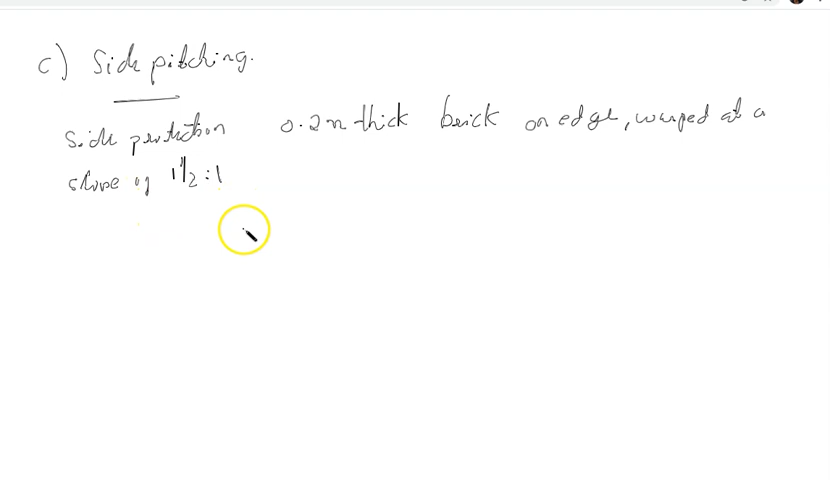 c) Side pitching.
Side protection 0.2m thick brick on edge, warped at a
slope of 1½:1